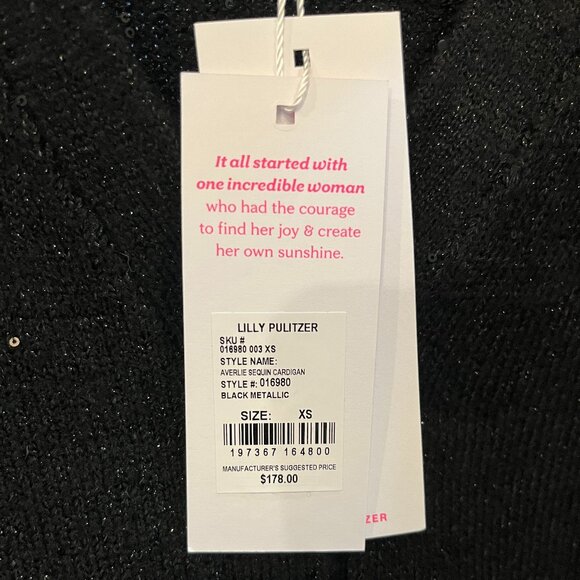 It all started with
one incredible woman
who had the courage
to find her joy & create
her own sunshine.
LILLY PULITZER
SKU #
016980 003 XS
STYLE NAME:
AVERLIE SEQUIN CARDIGAN
STYLE #: 016980
BLACK METALLIC
SIZE: XS
197367 164800
MANUFACTURER'S SUGGESTED PRICE
$178.00
ZER